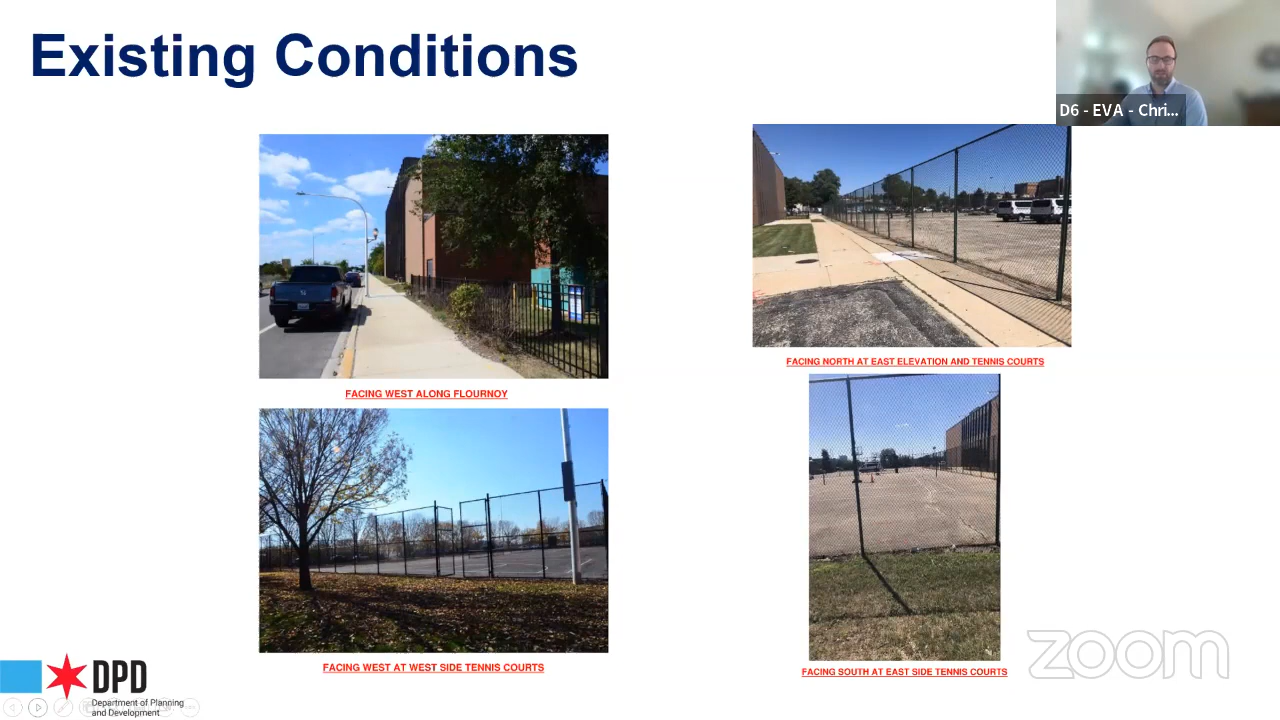 Existing Conditions
D6 - EVA - Chri...
FACING WEST ALONG FLOURNOY
FACING NORTH AT EAST ELEVATION AND TENNIS COURTS
FACING WEST AT WEST SIDE TENNIS COURTS
FACING SOUTH AT EAST SIDE TENNIS COURTS
DPD
Department of Planning
and Development
zoom